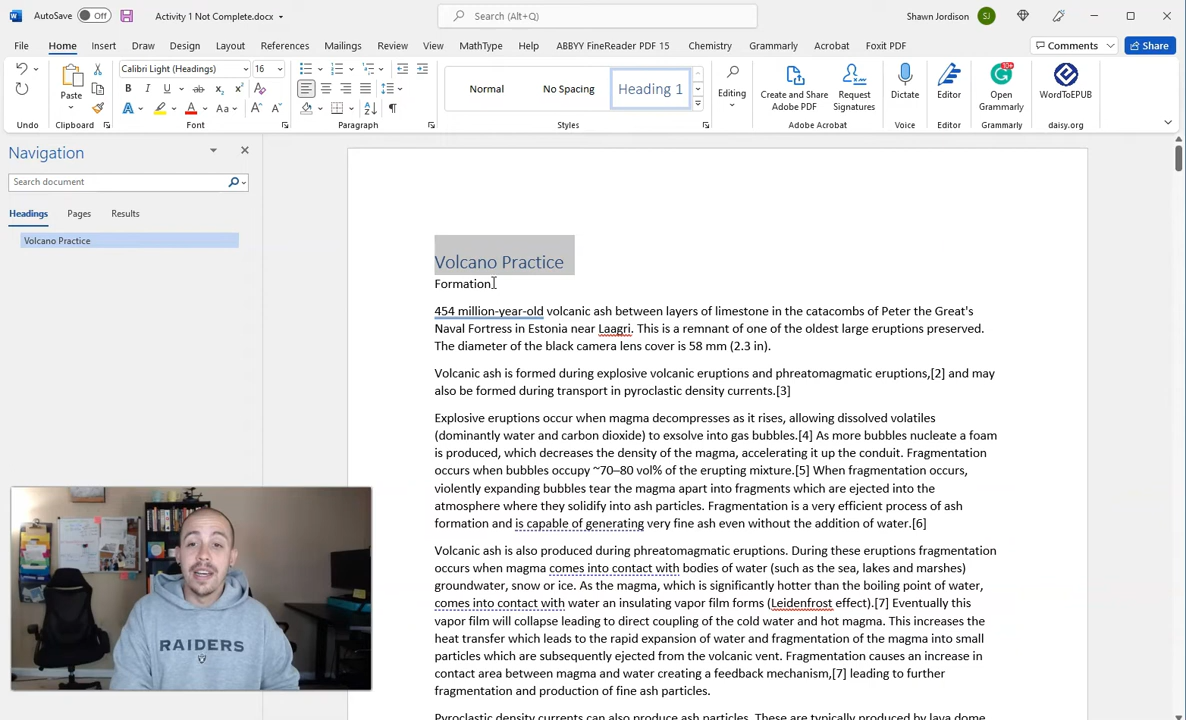 AutoSave Off Activity 1 Not Complete.docx Search (Alt+Q) Shawn Jordison SJ
File Home Insert Draw Design Layout References Mailings Review View MathType Help ABBYY FineReader PDF 15 Chemistry Grammarly Acrobat Foxit PDF Comments Share
Calibri Light (Headings) 16
Paste
Normal No Spacing Heading 1
Editing
Create and Share Adobe PDF
Request Signatures
Dictate
Editor
Open Grammarly
WordToEPUB
Undo Clipboard Font Paragraph Styles Adobe Acrobat Voice Editor Grammarly daisy.org
Navigation
Search document
Headings Pages Results
Volcano Practice
Volcano Practice
Formation
454 million-year-old volcanic ash between layers of limestone in the catacombs of Peter the Great's
Naval Fortress in Estonia near Laagri. This is a remnant of one of the oldest large eruptions preserved.
The diameter of the black camera lens cover is 58 mm (2.3 in).
Volcanic ash is formed during explosive volcanic eruptions and phreatomagmatic eruptions,[2] and may
also be formed during transport in pyroclastic density currents.[3]
Explosive eruptions occur when magma decompresses as it rises, allowing dissolved volatiles
(dominantly water and carbon dioxide) to exsolve into gas bubbles.[4] As more bubbles nucleate a foam
is produced, which decreases the density of the magma, accelerating it up the conduit. Fragmentation
occurs when bubbles occupy ~70–80 vol% of the erupting mixture.[5] When fragmentation occurs,
violently expanding bubbles tear the magma apart into fragments which are ejected into the
atmosphere where they solidify into ash particles. Fragmentation is a very efficient process of ash
formation and is capable of generating very fine ash even without the addition of water.[6]
Volcanic ash is also produced during phreatomagmatic eruptions. During these eruptions fragmentation
occurs when magma comes into contact with bodies of water (such as the sea, lakes and marshes)
groundwater, snow or ice. As the magma, which is significantly hotter than the boiling point of water,
comes into contact with water an insulating vapor film forms (Leidenfrost effect).[7] Eventually this
vapor film will collapse leading to direct coupling of the cold water and hot magma. This increases the
heat transfer which leads to the rapid expansion of water and fragmentation of the magma into small
particles which are subsequently ejected from the volcanic vent. Fragmentation causes an increase in
contact area between magma and water creating a feedback mechanism,[7] leading to further
fragmentation and production of fine ash particles.
Pyroclastic density currents can also produce ash particles. These are typically produced by lava dome
RAIDERS